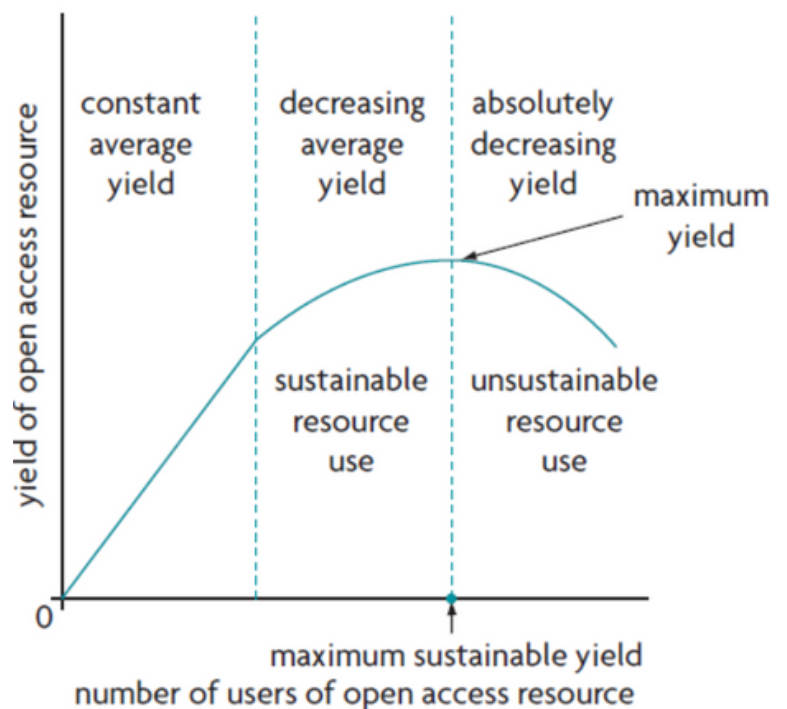 yield of open access resource
constant
average
yield
decreasing
average
yield
absolutely
decreasing
yield
maximum
yield
sustainable
resource
use
unsustainable
resource
use
0
maximum sustainable yield
number of users of open access resource